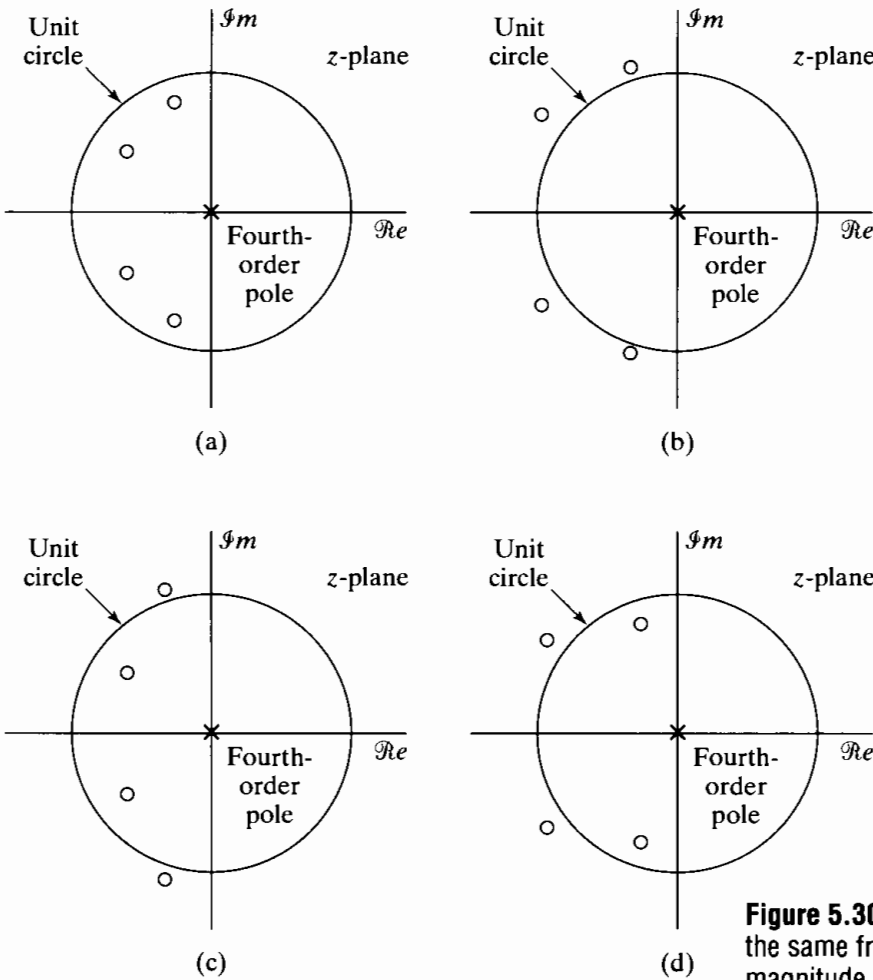 Unit
circle
ℐm
z-plane
ℛe
Fourth-
order
pole
(a)
Unit
circle
ℐm
z-plane
ℛe
Fourth-
order
pole
(b)
Unit
circle
ℐm
z-plane
ℛe
Fourth-
order
pole
(c)
Unit
circle
ℐm
z-plane
ℛe
Fourth-
order
pole
(d)
Figure 5.30
the same fr
magnitude